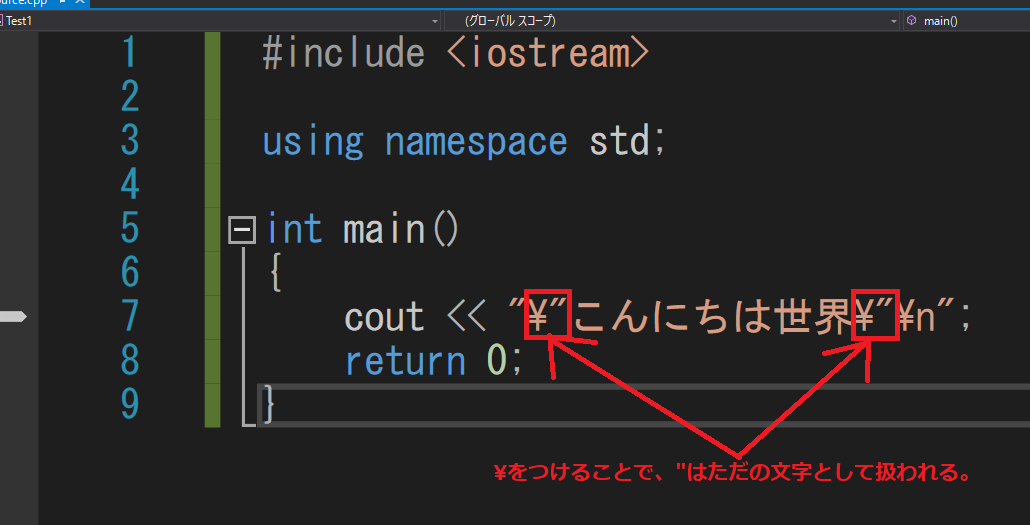 Source.cpp
Test1 (グローバル スコープ) main()
1 #include <iostream>
2
3 using namespace std;
4
5 int main()
6 {
7 cout << "¥"こんにちは世界¥"¥n";
8 return 0;
9 }
¥をつけることで、"はただの文字として扱われる。